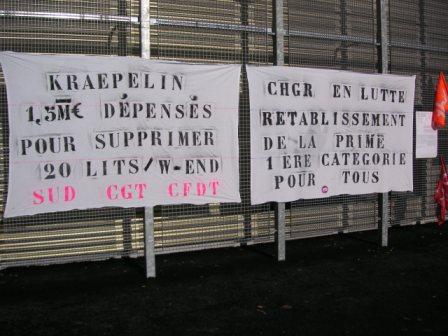 KRAEPELIN
1,5M€ DÉPENSÉS
POUR SUPPRIMER
20 LITS/W-END
SUD CGT CFDT
CHGR EN LUTTE
RETABLISSEMENT
DE LA PRIME
1 ÈRE CATEGORIE
POUR TOUS